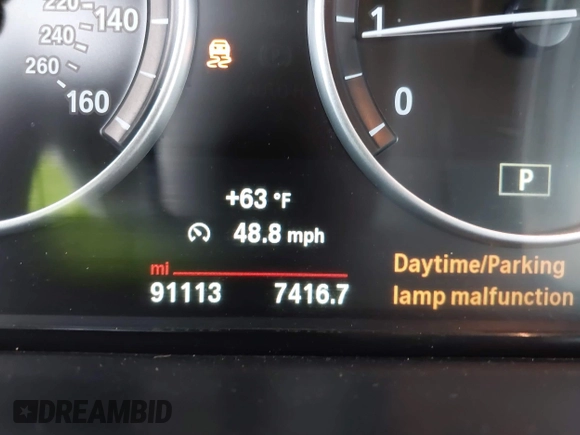 220
240
260
140
160
1
0
P
+63 °F
48.8 mph
mi
91113 7416.7
Daytime/Parking
lamp malfunction
DREAMBID